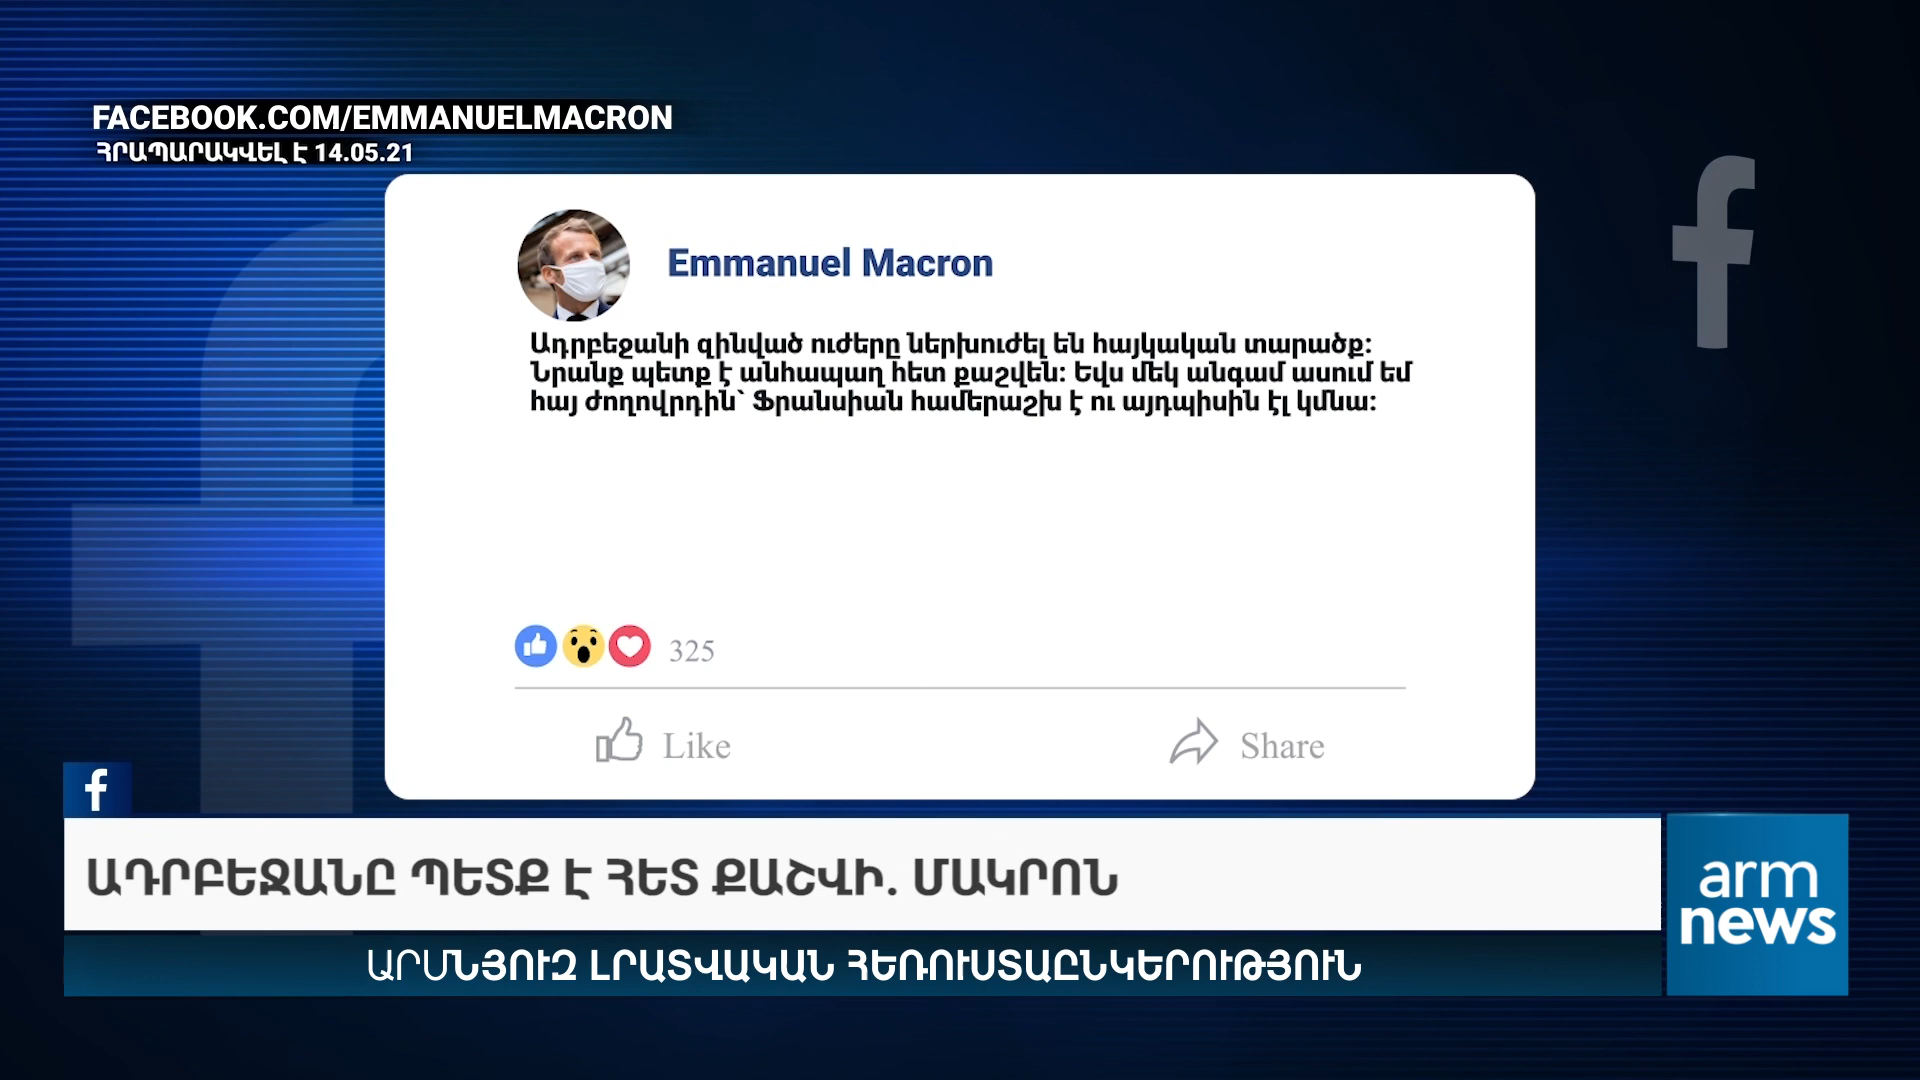 FACEBOOK.COM/EMMANUELMACRON
ՀՐԱՊԱՐԱԿՎԵԼ Է 14.05.21
Emmanuel Macron
Ադրբեջանի զինված ուժերը ներխուժել են հայկական տարածք:
Նրանք պետք է անհապաղ հետ քաշվեն: Եվս մեկ անգամ ասում եմ
հայ ժողովրդին` Ֆրանսիան համերաշխ է ու այդպիսին էլ կմնա:
325
Like
Share
ԱԴՐԲԵՋԱՆԸ ՊԵՏՔ Է ՀԵՏ ՔԱՇՎԻ. ՄԱԿՐՈՆ
arm
news
ԱՐՄՆՅՈՒԶ ԼՐԱՏՎԱԿԱՆ ՀԵՌՈՒՍՏԱԸՆԿԵՐՈՒԹՅՈՒՆ